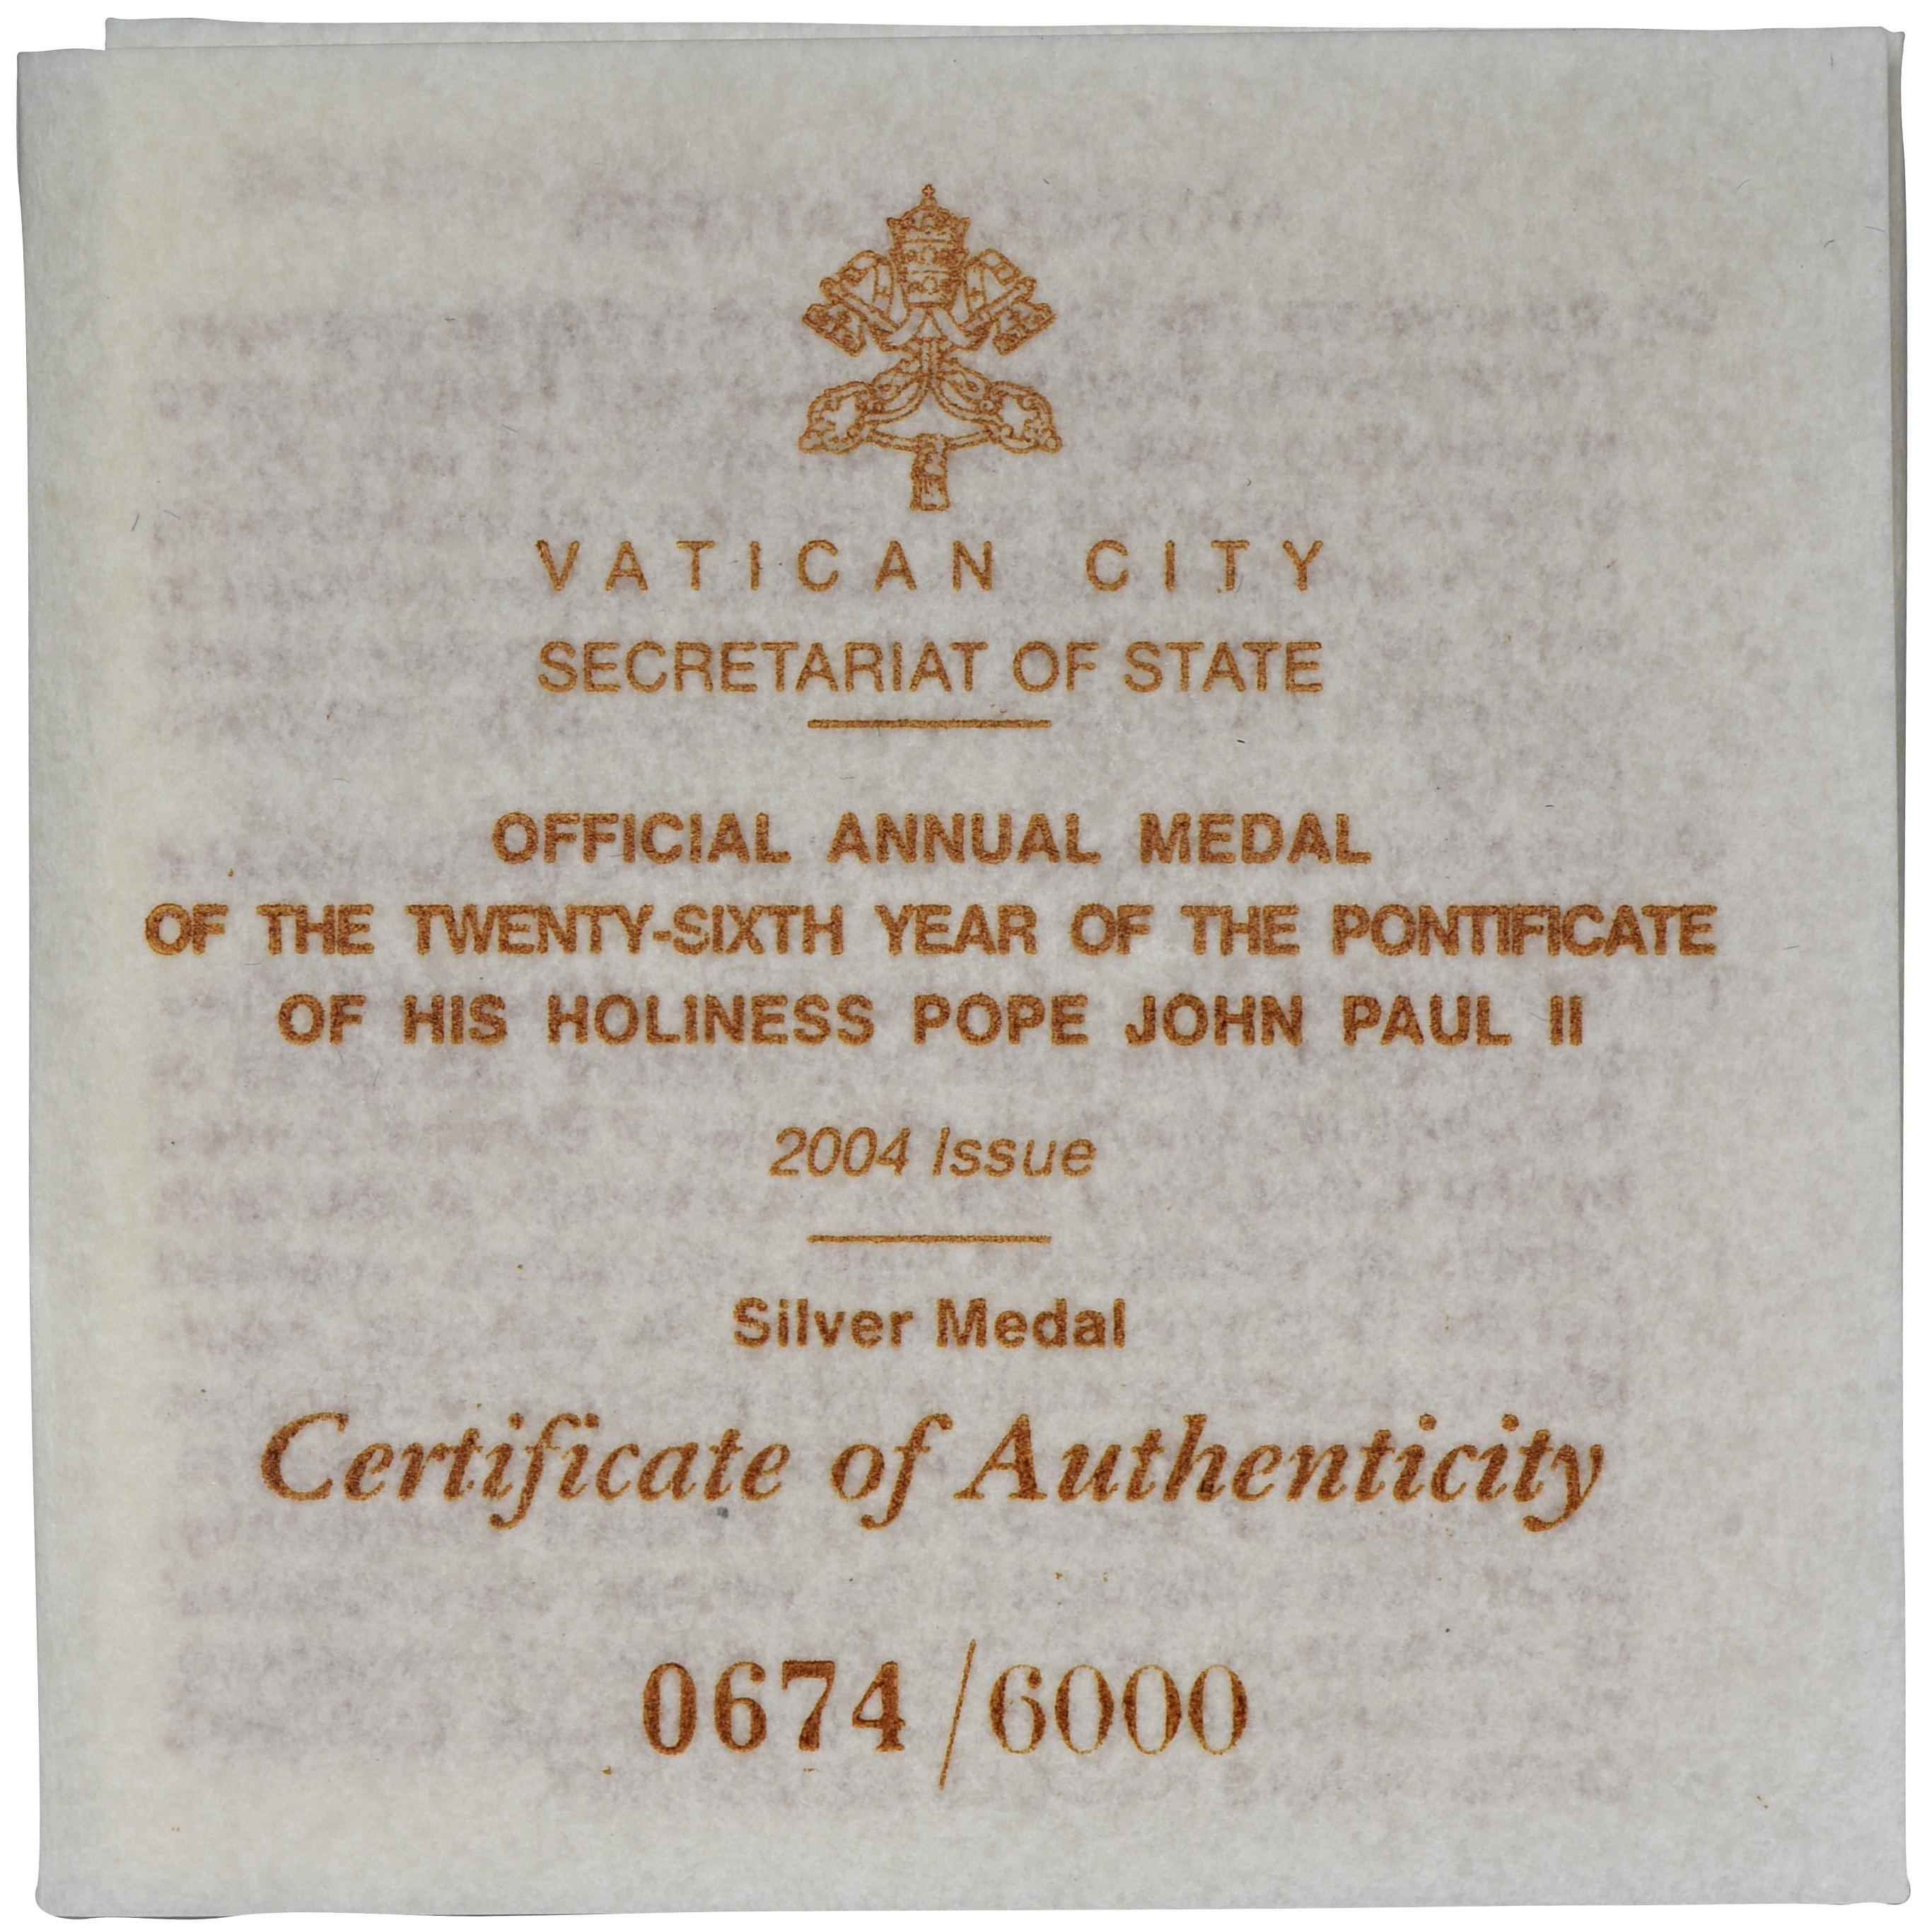 VATICAN CITY
SECRETARIAT OF STATE
OFFICIAL ANNUAL MEDAL
OF THE TWENTY-SIXTH YEAR OF THE PONTIFICATE
OF HIS HOLINESS POPE JOHN PAUL II
2004 Issue
Silver Medal
Certificate of Authenticity
0674/6000